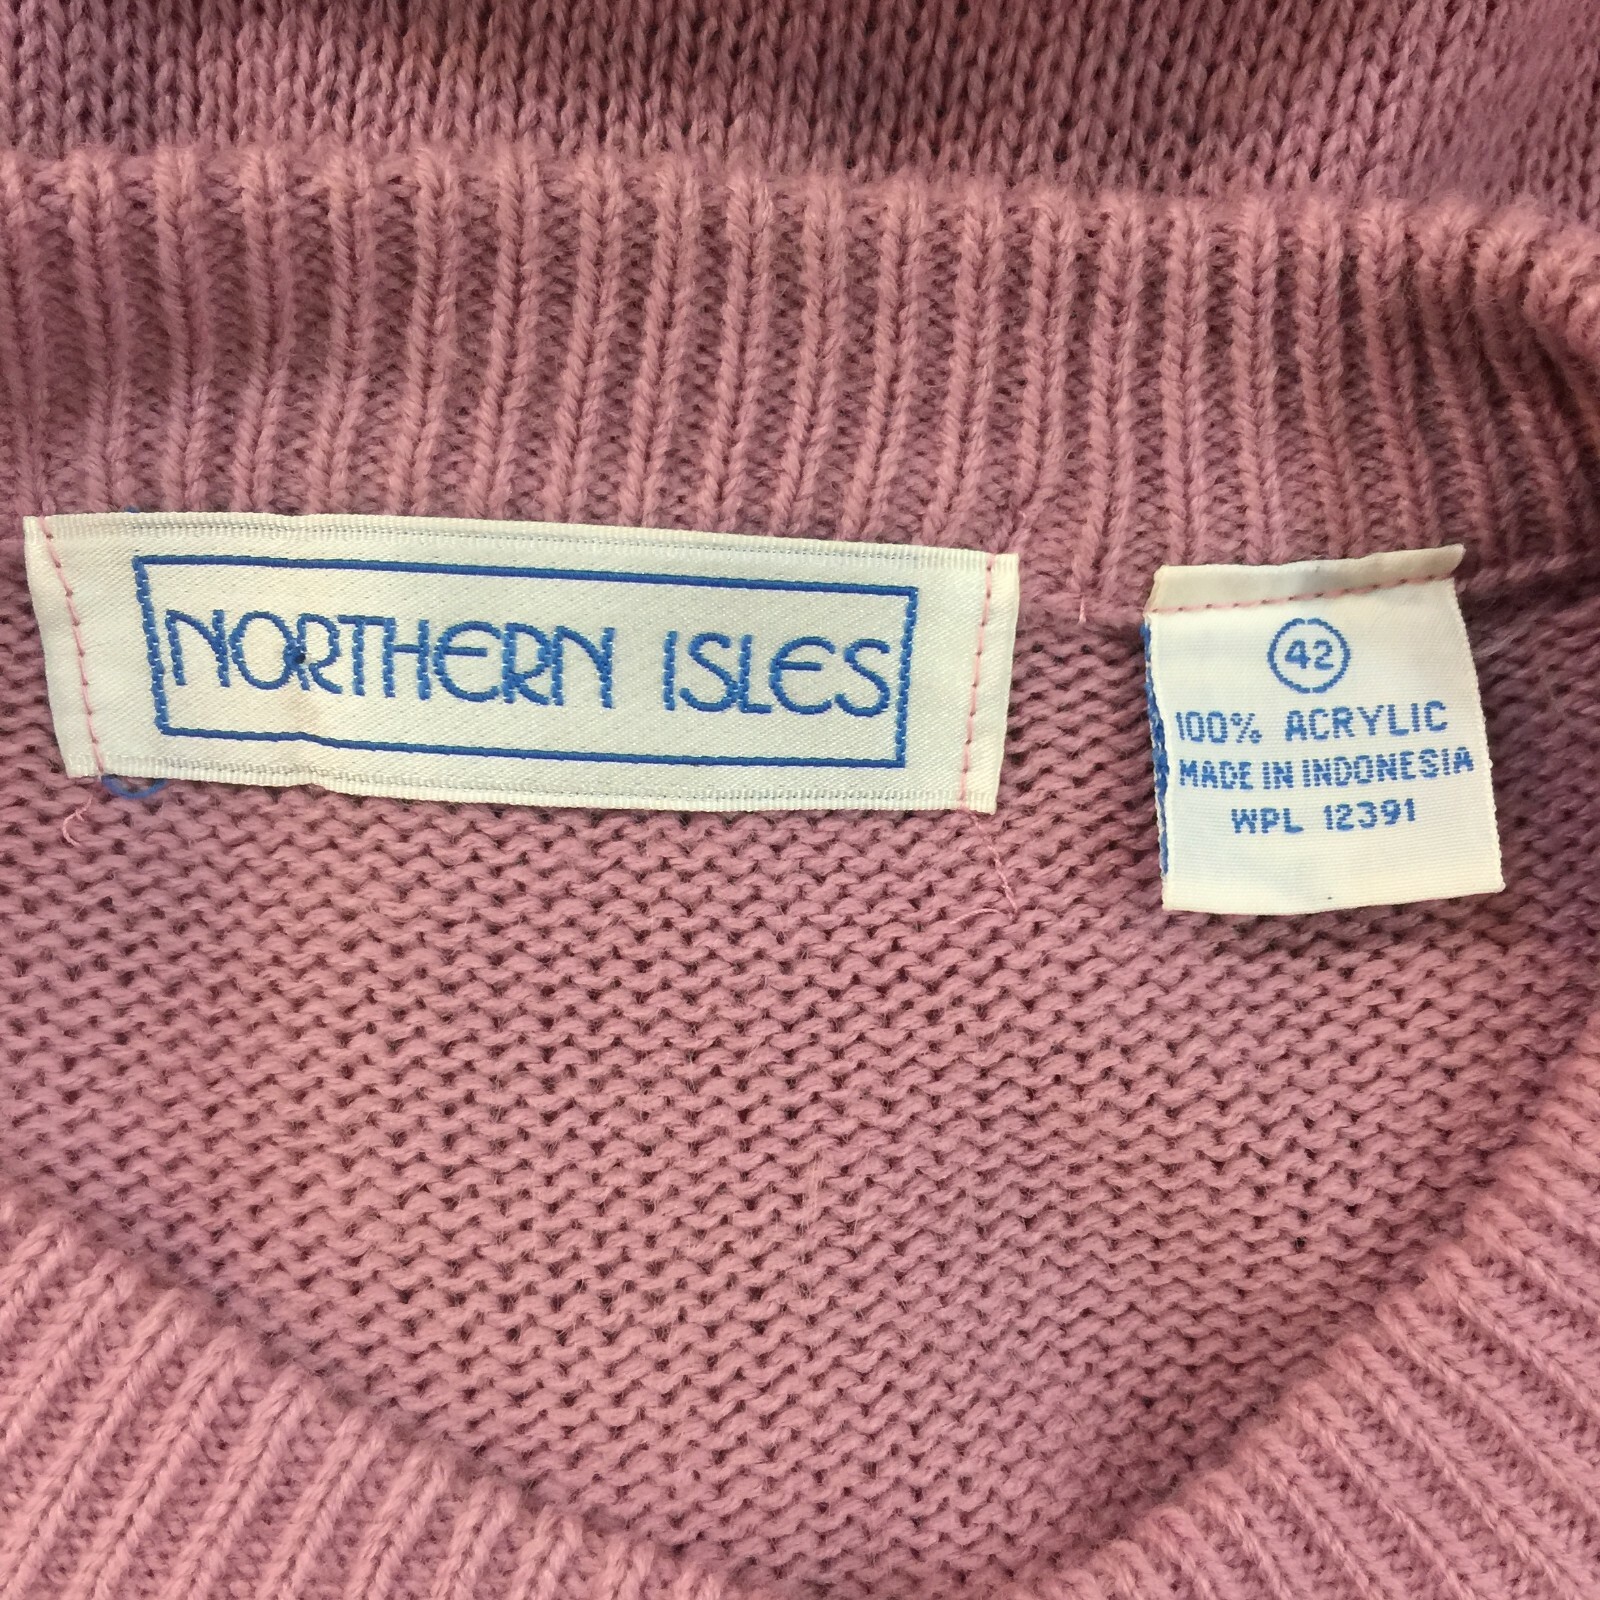 NORTHERN ISLES
42
100% ACRYLIC
MADE IN INDONESIA
WPL 12391